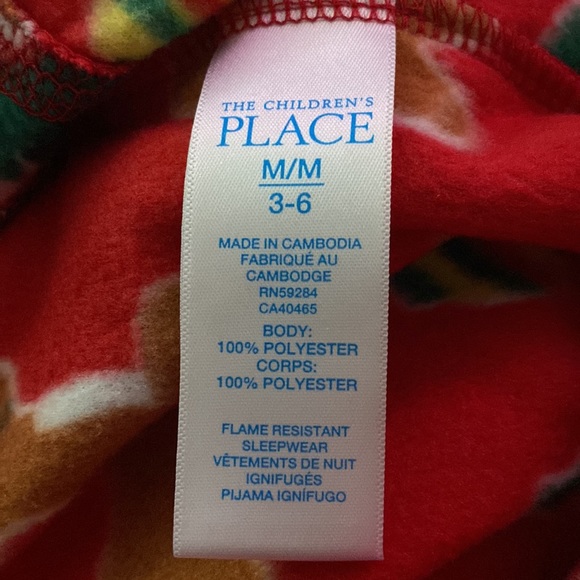 THE CHILDREN'S
PLACE
M/M
3-6
MADE IN CAMBODIA
FABRIQUÉ AU
CAMBODGE
RN59284
CA40465
BODY:
100% POLYESTER
CORPS:
100% POLYESTER
FLAME RESISTANT
SLEEPWEAR
VÊTEMENTS DE NUIT
IGNIFUGÉS
PIJAMA IGNÍFUGO